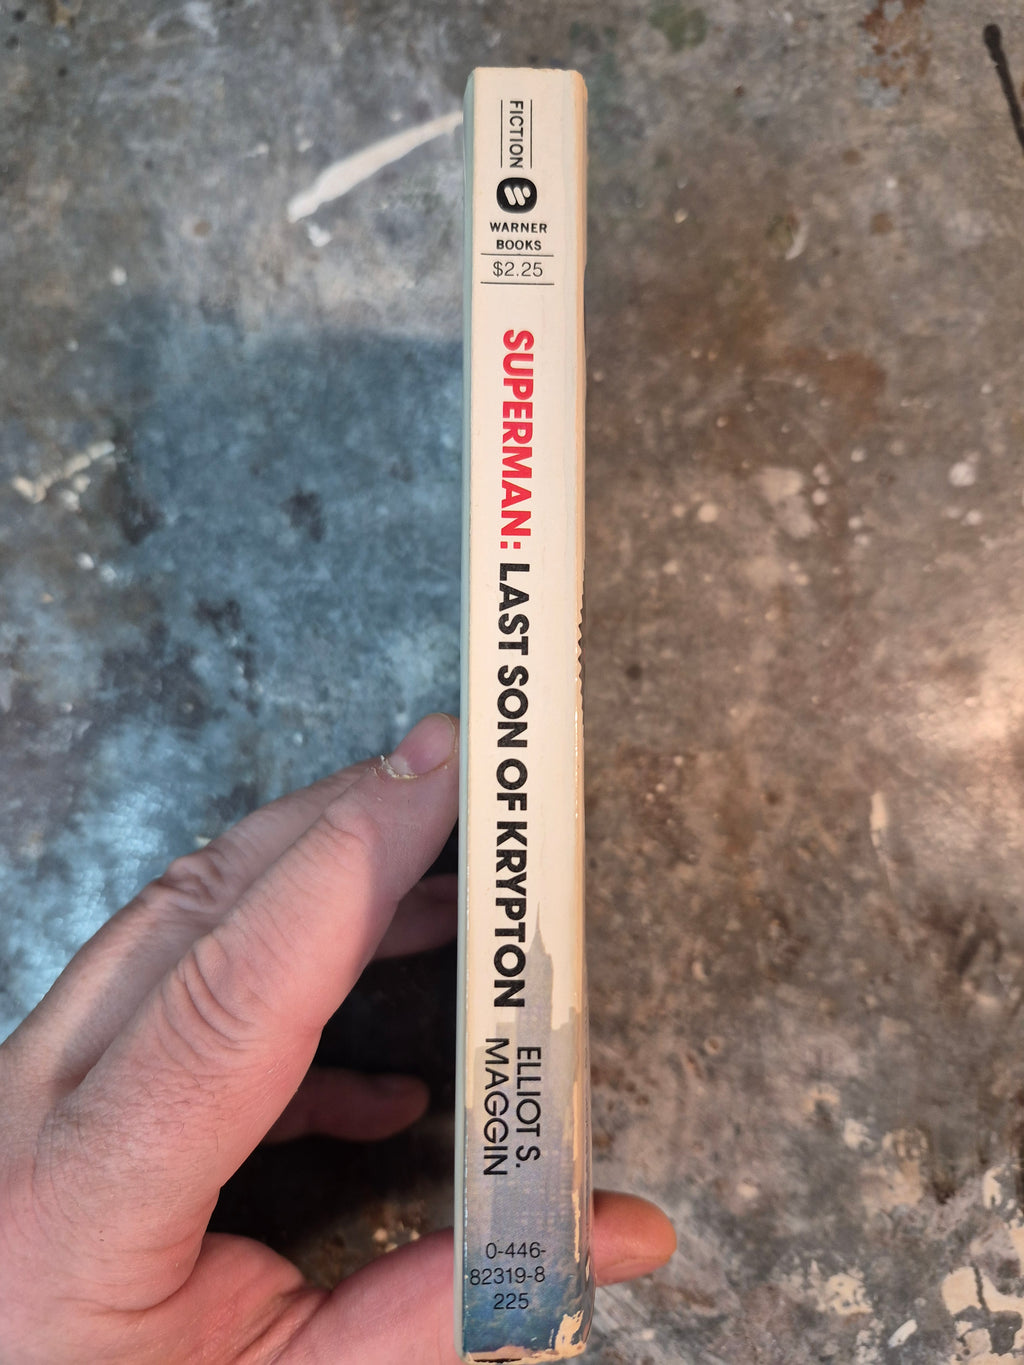 FICTION
WARNER
BOOKS
$2.25
SUPERMAN: LAST SON OF KRYPTON
ELLIOT S.
MAGGIN
0-446-
82319-8
225